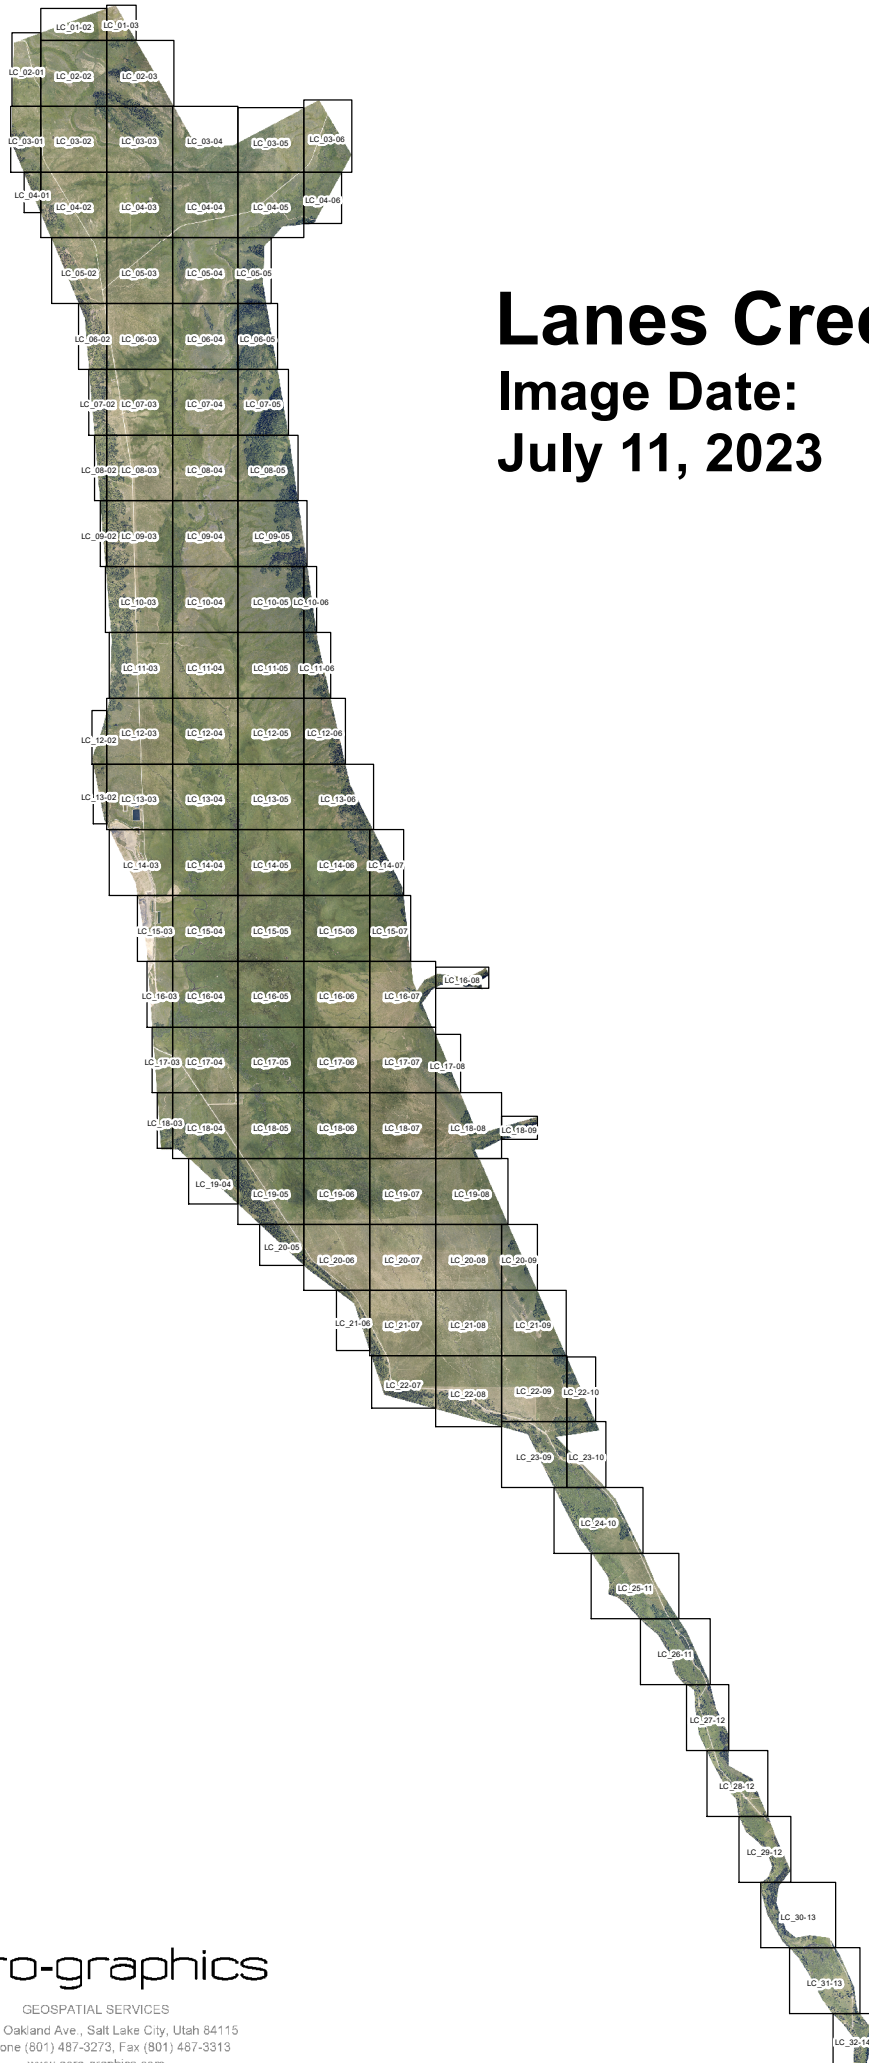 LC_01-02 LC_01-03
LC_02-01 LC_02-02 LC_02-03
LC_03-01 LC_03-02 LC_03-03 LC_03-04 LC_03-05 LC_03-06
LC_04-01 LC_04-02 LC_04-03 LC_04-04 LC_04-05 LC_04-06
LC_05-02 LC_05-03 LC_05-04 LC_05-05
Lanes Cree
LC_06-02 LC_06-03 LC_06-04 LC_06-05
Image Date:
LC_07-02 LC_07-03 LC_07-04 LC_07-05
July 11, 2023
LC_08-02 LC_08-03 LC_08-04 LC_08-05
LC_09-02 LC_09-03 LC_09-04 LC_09-05
LC_10-03 LC_10-04 LC_10-05 LC_10-06
LC_11-03 LC_11-04 LC_11-05 LC_11-06
LC_12-02 LC_12-03 LC_12-04 LC_12-05 LC_12-06
LC_13-02 LC_13-03 LC_13-04 LC_13-05 LC_13-06
LC_14-03 LC_14-04 LC_14-05 LC_14-06 LC_14-07
LC_15-03 LC_15-04 LC_15-05 LC_15-06 LC_15-07
LC_16-03 LC_16-04 LC_16-05 LC_16-06 LC_16-07 LC_16-08
LC_17-03 LC_17-04 LC_17-05 LC_17-06 LC_17-07 LC_17-08
LC_18-03 LC_18-04 LC_18-05 LC_18-06 LC_18-07 LC_18-08 LC_18-09
LC_19-04 LC_19-05 LC_19-06 LC_19-07 LC_19-08
LC_20-05 LC_20-06 LC_20-07 LC_20-08 LC_20-09
LC_21-06 LC_21-07 LC_21-08 LC_21-09
LC_22-07 LC_22-08 LC_22-09 LC_22-10
LC_23-09 LC_23-10
LC_24-10
LC_25-11
LC_26-11
LC_27-12
LC_28-12
LC_29-12
LC_30-13
LC_31-13
LC_32-14
ro-graphics
GEOSPATIAL SERVICES
Oakland Ave., Salt Lake City, Utah 84115
one (801) 487-3273, Fax (801) 487-3313